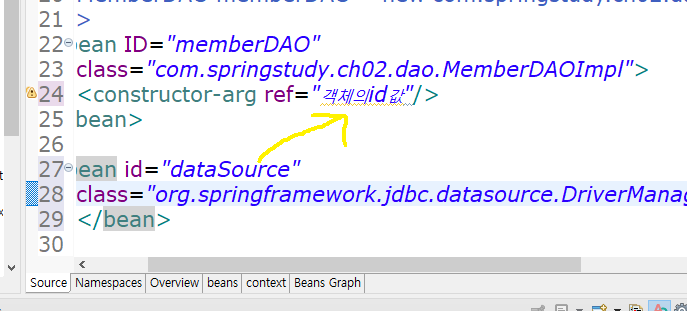 20
21 >
22 ean ID="memberDAO"
23 class="com.springstudy.ch02.dao.MemberDAOImpl">
24 <constructor-arg ref="객체의id값"/>
25 bean>
26
27 ean id="dataSource"
28 class="org.springframework.jdbc.datasource.DriverManag
29 </bean>
30
Source Namespaces Overview beans context Beans Graph